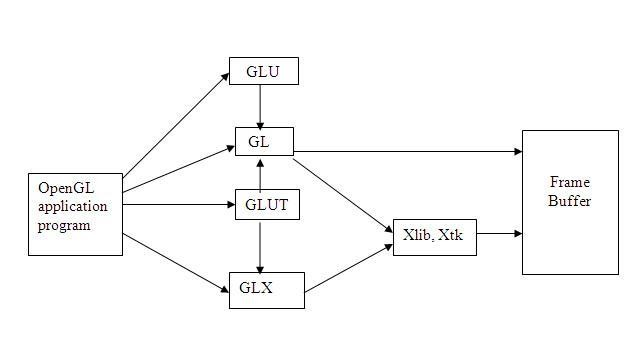 GLU
GL
OpenGL
application
program
GLUT
GLX
Xlib, Xtk
Frame
Buffer